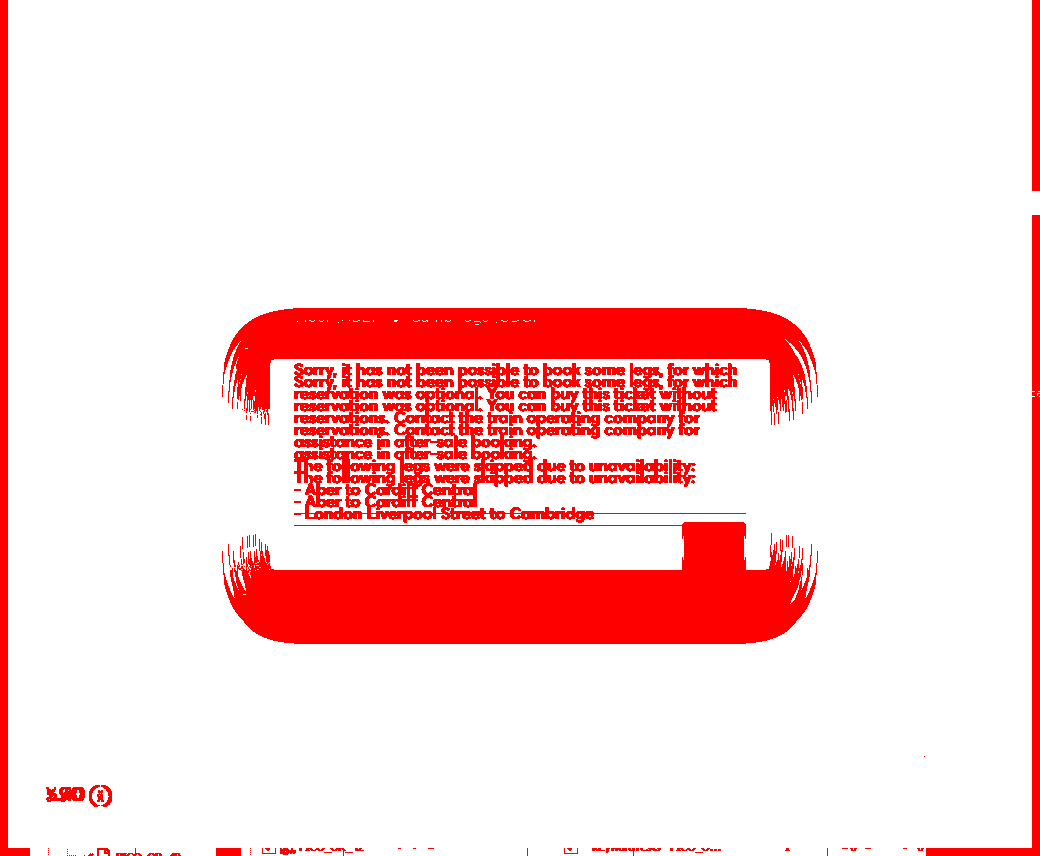 Sorry, it has not been possible to book some legs, for which
Sorry, it has not been possible to book some legs, for which
reservation was optional. You can buy this ticket without
reservation was optional. You can buy this ticket without
reservations. Contact the train operating company for
reservations. Contact the train operating company for
assistance in after-sale booking.
assistance in after-sale booking.
The following legs were skipped due to unavailability:
The following legs were skipped due to unavailability:
- Aber to Cardiff Central
- Aber to Cardiff Central
- London Liverpool Street to Cambridge